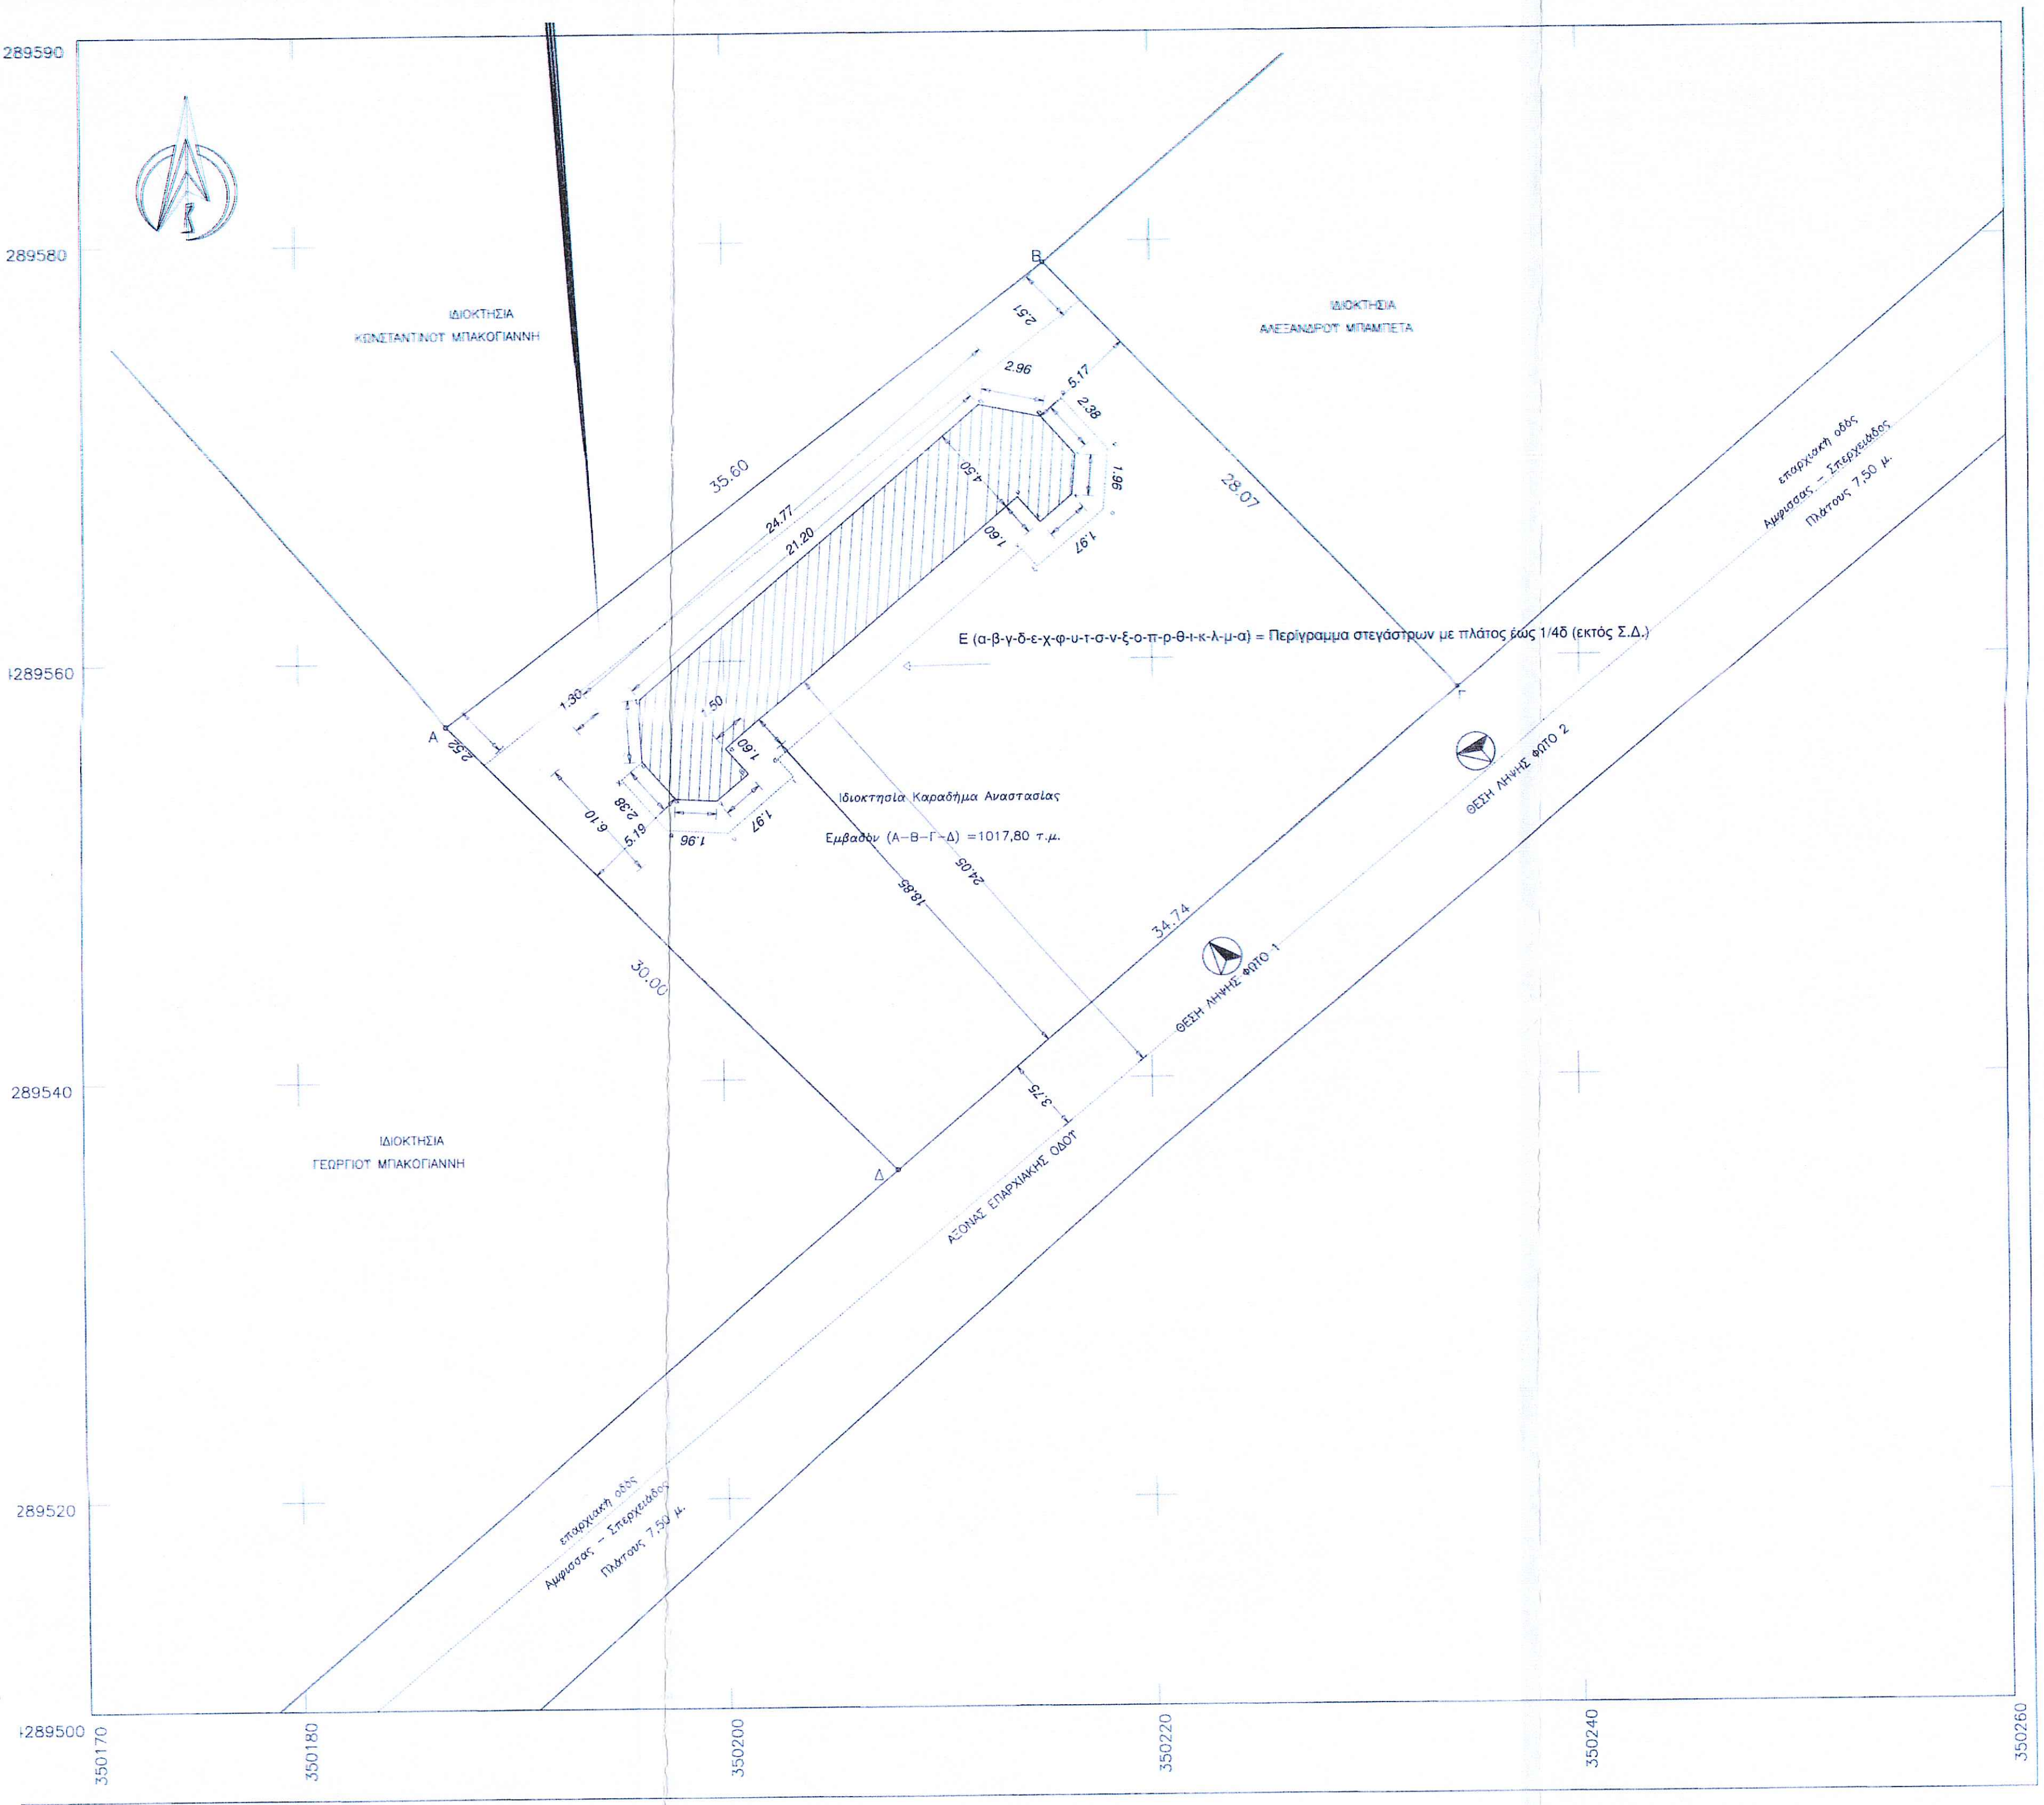 289590
289580
ΙΔΙΟΚΤΗΣΙΑ
ΚΩΝΣΤΑΝΤΙΝΟΥ ΜΠΑΚΟΓΙΑΝΝΗ
B
2.51
ΙΔΙΟΚΤΗΣΙΑ
ΑΛΕΞΑΝΔΡΟΥ ΜΠΑΜΠΕΤΑ
2.96
5.17
2.38
1.96
1.97
1.60
4.50
35.60
24.77
21.20
28.07
επαρχιακή οδός
Αμφισσας - Σπερχειάδος
Πλάτους 7,50 μ.
Ε (α-β-γ-δ-ε-χ-φ-υ-τ-σ-ν-ξ-ο-π-ρ-θ-ι-κ-λ-μ-α) = Περίγραμμα στεγάστρων με πλάτος έως 1/4δ (εκτός Σ.Δ.)
289560
1.30
A
2.52
1.50
1.60
6.10
2.38
5.19
1.96
1.97
Γ
ΘΕΣΗ ΛΗΨΗΣ ΦΩΤΟ 2
Ιδιοκτησία Καραδήμα Αναστασίας
Εμβαδόν (Α-Β-Γ-Δ) =1017,80 τ.μ.
18.85
24.05
34.74
30.00
ΘΕΣΗ ΛΗΨΗΣ ΦΩΤΟ 1
289540
3.75
ΙΔΙΟΚΤΗΣΙΑ
ΓΕΩΡΓΙΟΥ ΜΠΑΚΟΓΙΑΝΝΗ
Δ
ΑΞΟΝΑΣ ΕΠΑΡΧΙΑΚΗΣ ΟΔΟΥ
289520
επαρχιακή οδός
Αμφισσας - Σπερχειάδος
Πλάτους 7,50 μ.
289500
350170
350180
350200
350220
350240
350260